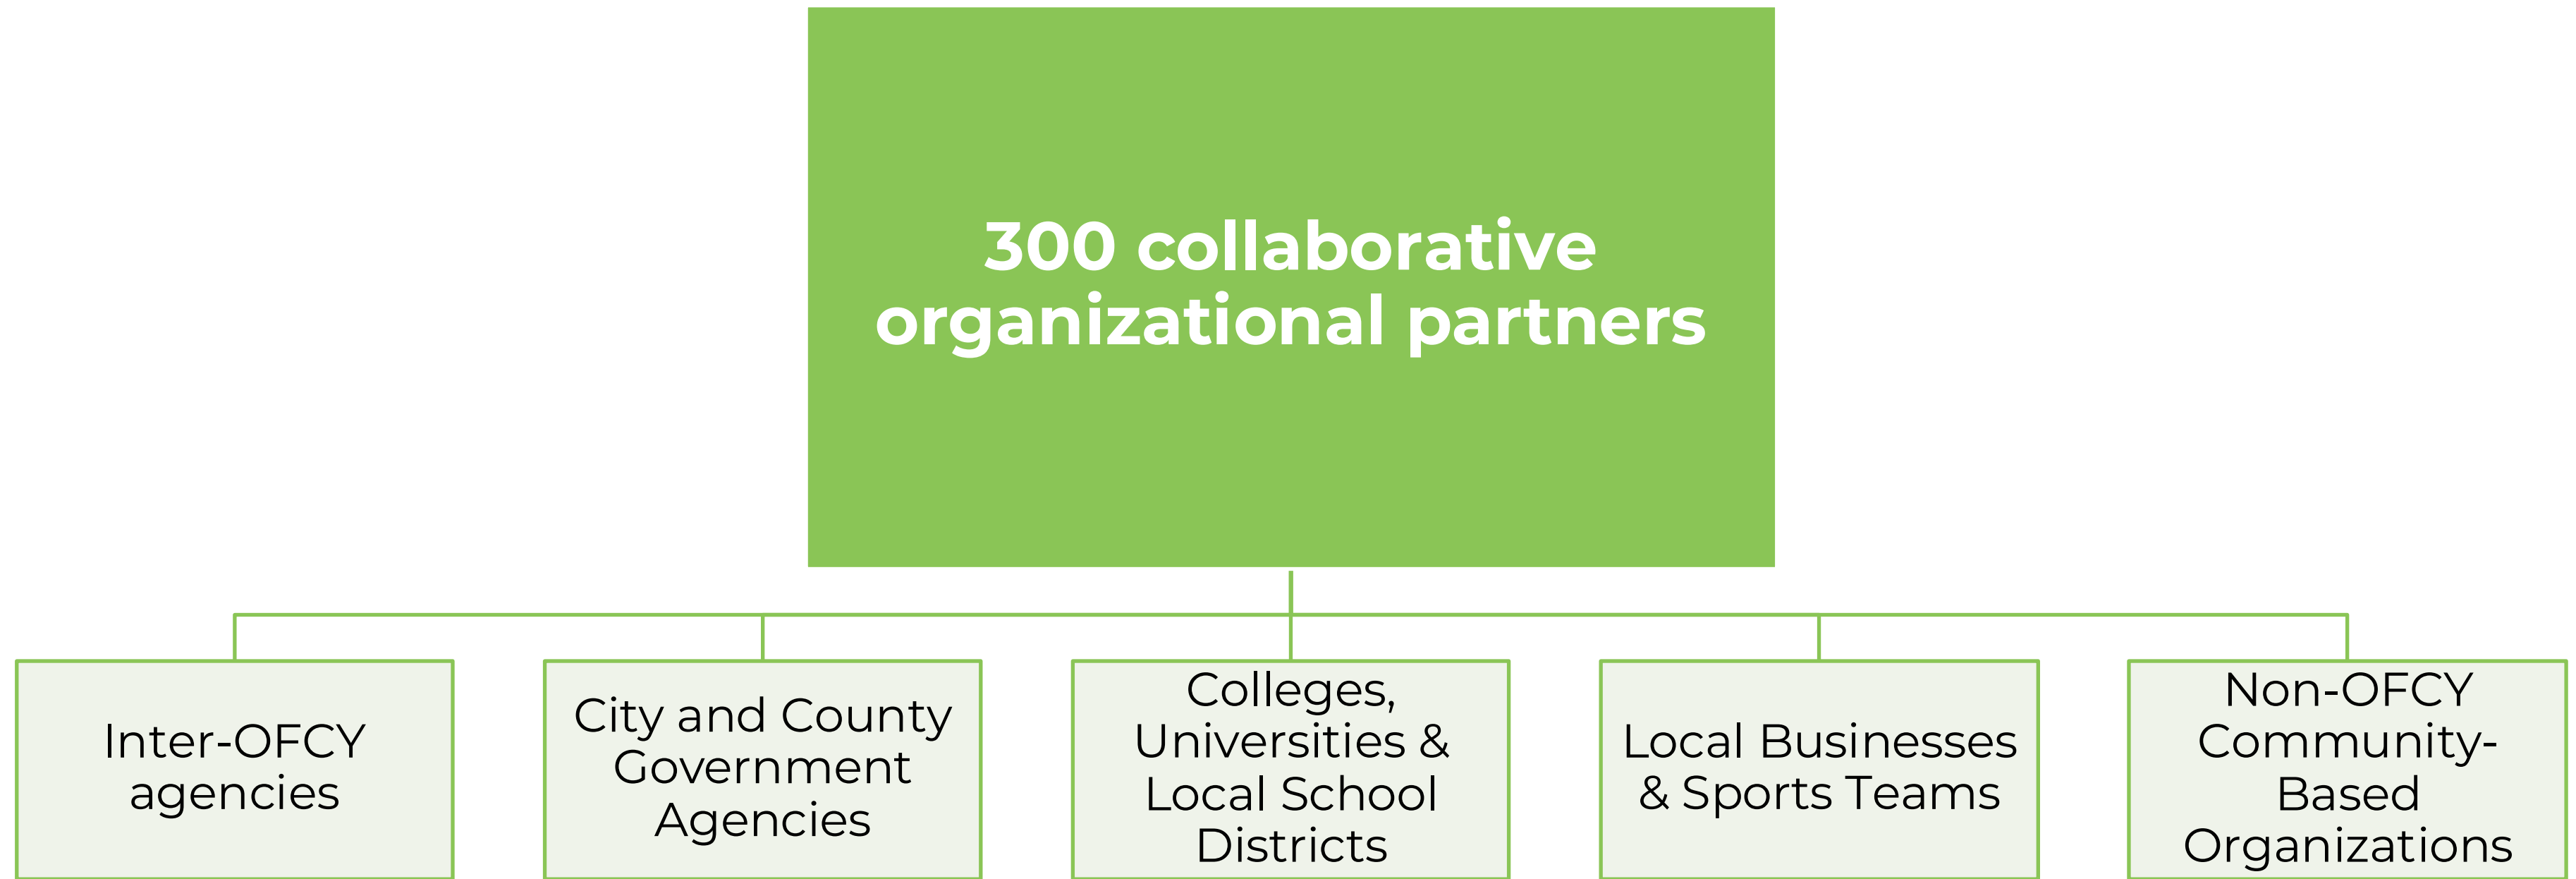 300 collaborative
organizational partners
Inter-OFCY
agencies
City and County
Government
Agencies
Colleges,
Universities &
Local School
Districts
Local Businesses
& Sports Teams
Non-OFCY
Community-
Based
Organizations